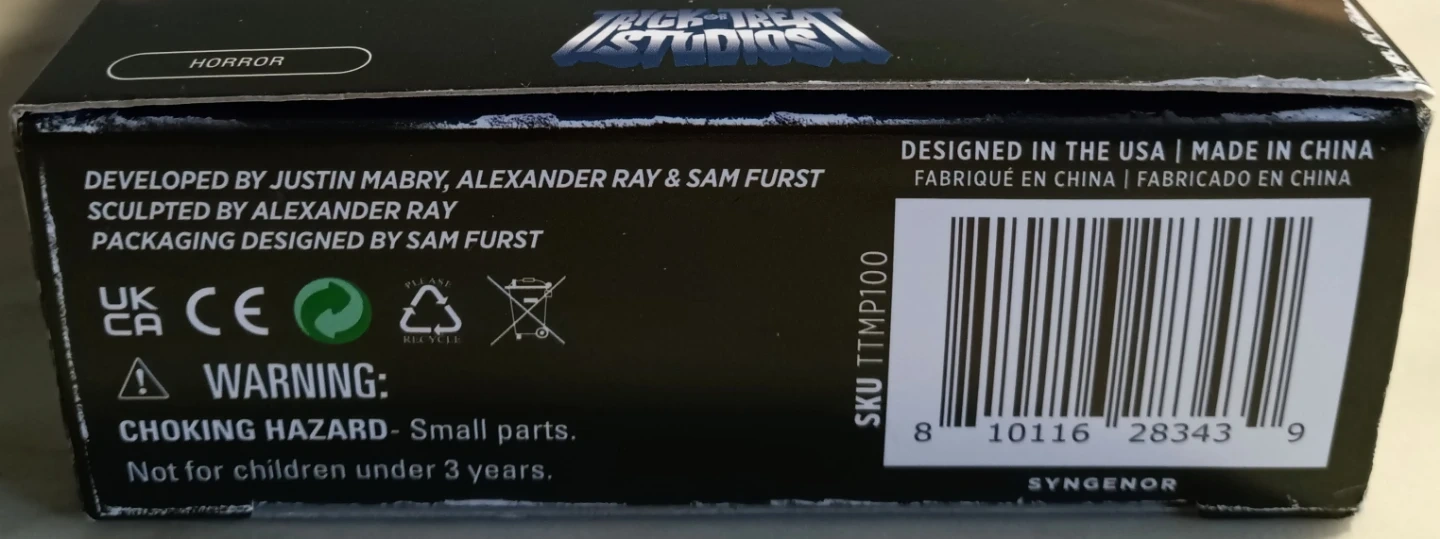 HORROR
TRICK OR TREAT
STUDIOS
DEVELOPED BY JUSTIN MABRY, ALEXANDER RAY & SAM FURST
SCULPTED BY ALEXANDER RAY
PACKAGING DESIGNED BY SAM FURST
UK
CA
CE
PLEASE
RECYCLE
WARNING:
CHOKING HAZARD- Small parts.
Not for children under 3 years.
DESIGNED IN THE USA | MADE IN CHINA
FABRIQUÉ EN CHINA | FABRICADO EN CHINA
SKU TTMP100
8 10116 28343 9
SYNGENOR